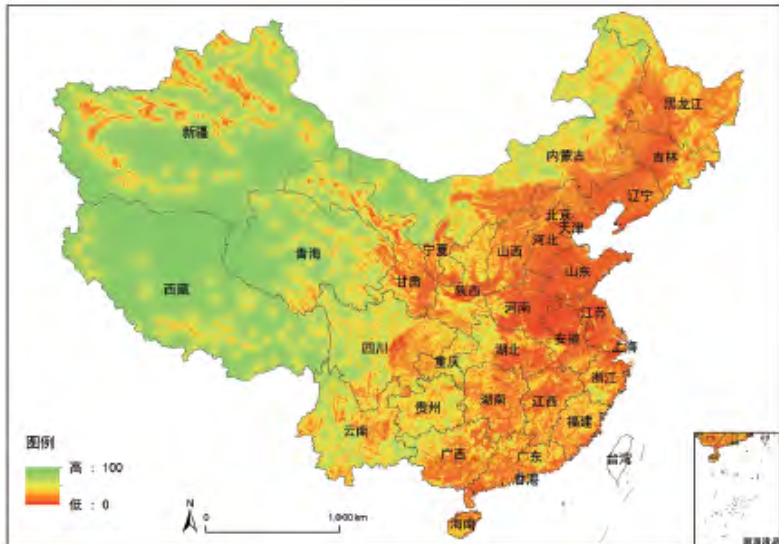 黑龙江
新疆
内蒙古
吉林
辽宁
北京
天津
宁夏
山西
河北
青海
山东
甘肃
西藏
陕西
河南
江苏
安徽
上海
四川
湖北
重庆
浙江
湖南
江西
贵州
福建
云南
图例
高 : 100
低 : 0
广西
广东
台湾
香港
N
0
1,000 km
海南